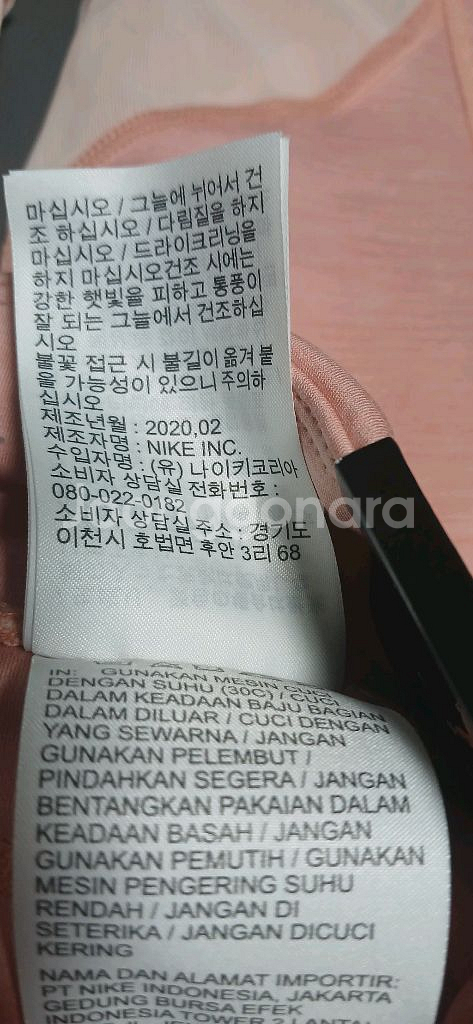 마십시오 / 그늘에 뉘어서 건
조 하십시오 / 다림질을 하지
마십시오 / 드라이크리닝을
하지 마십시오건조 시에는
강한 햇빛을 피하고 통풍이
잘 되는 그늘에서 건조하십
시오
불꽃 접근 시 불길이 옮겨 붙
을 가능성이 있으니 주의하
십시오
제조년월 : 2020,02
제조자명 : NIKE INC.
수입자명 : (유) 나이키코리아
소비자 상담실 전화번호 :
080-022-0182
소비자 상담실 주소 : 경기도
이천시 호법면 후안 3리 68
gonara
IN: GUNAKAN MESIN CUCI
DENGAN SUHU (30C) / CUCI
DALAM KEADAAN BAJU BAGIAN
DALAM DILUAR / CUCI DENGAN
YANG SEWARNA / JANGAN
GUNAKAN PELEMBUT /
PINDAHKAN SEGERA / JANGAN
BENTANGKAN PAKAIAN DALAM
KEADAAN BASAH / JANGAN
GUNAKAN PEMUTIH / GUNAKAN
MESIN PENGERING SUHU
RENDAH / JANGAN DI
SETERIKA / JANGAN DICUCI
KERING
NAMA DAN ALAMAT IMPORTIR:
PT NIKE INDONESIA, JAKARTA
GEDUNG BURSA EFEK
INDONESIA TOWER 2 LANTAI